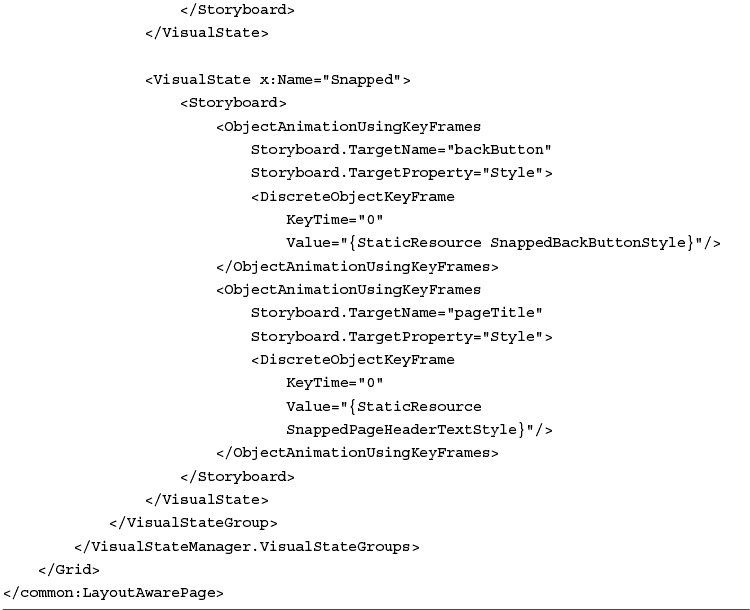 </Storyboard>
</VisualState>
<VisualState x:Name="Snapped">
<Storyboard>
<ObjectAnimationUsingKeyFrames
Storyboard.TargetName="backButton"
Storyboard.TargetProperty="Style">
<DiscreteObjectKeyFrame
KeyTime="0"
Value="{StaticResource SnappedBackButtonStyle}"/>
</ObjectAnimationUsingKeyFrames>
<ObjectAnimationUsingKeyFrames
Storyboard.TargetName="pageTitle"
Storyboard.TargetProperty="Style">
<DiscreteObjectKeyFrame
KeyTime="0"
Value="{StaticResource
SnappedPageHeaderTextStyle}"/>
</ObjectAnimationUsingKeyFrames>
</Storyboard>
</VisualState>
</VisualStateGroup>
</VisualStateManager.VisualStateGroups>
</Grid>
</common:LayoutAwarePage>